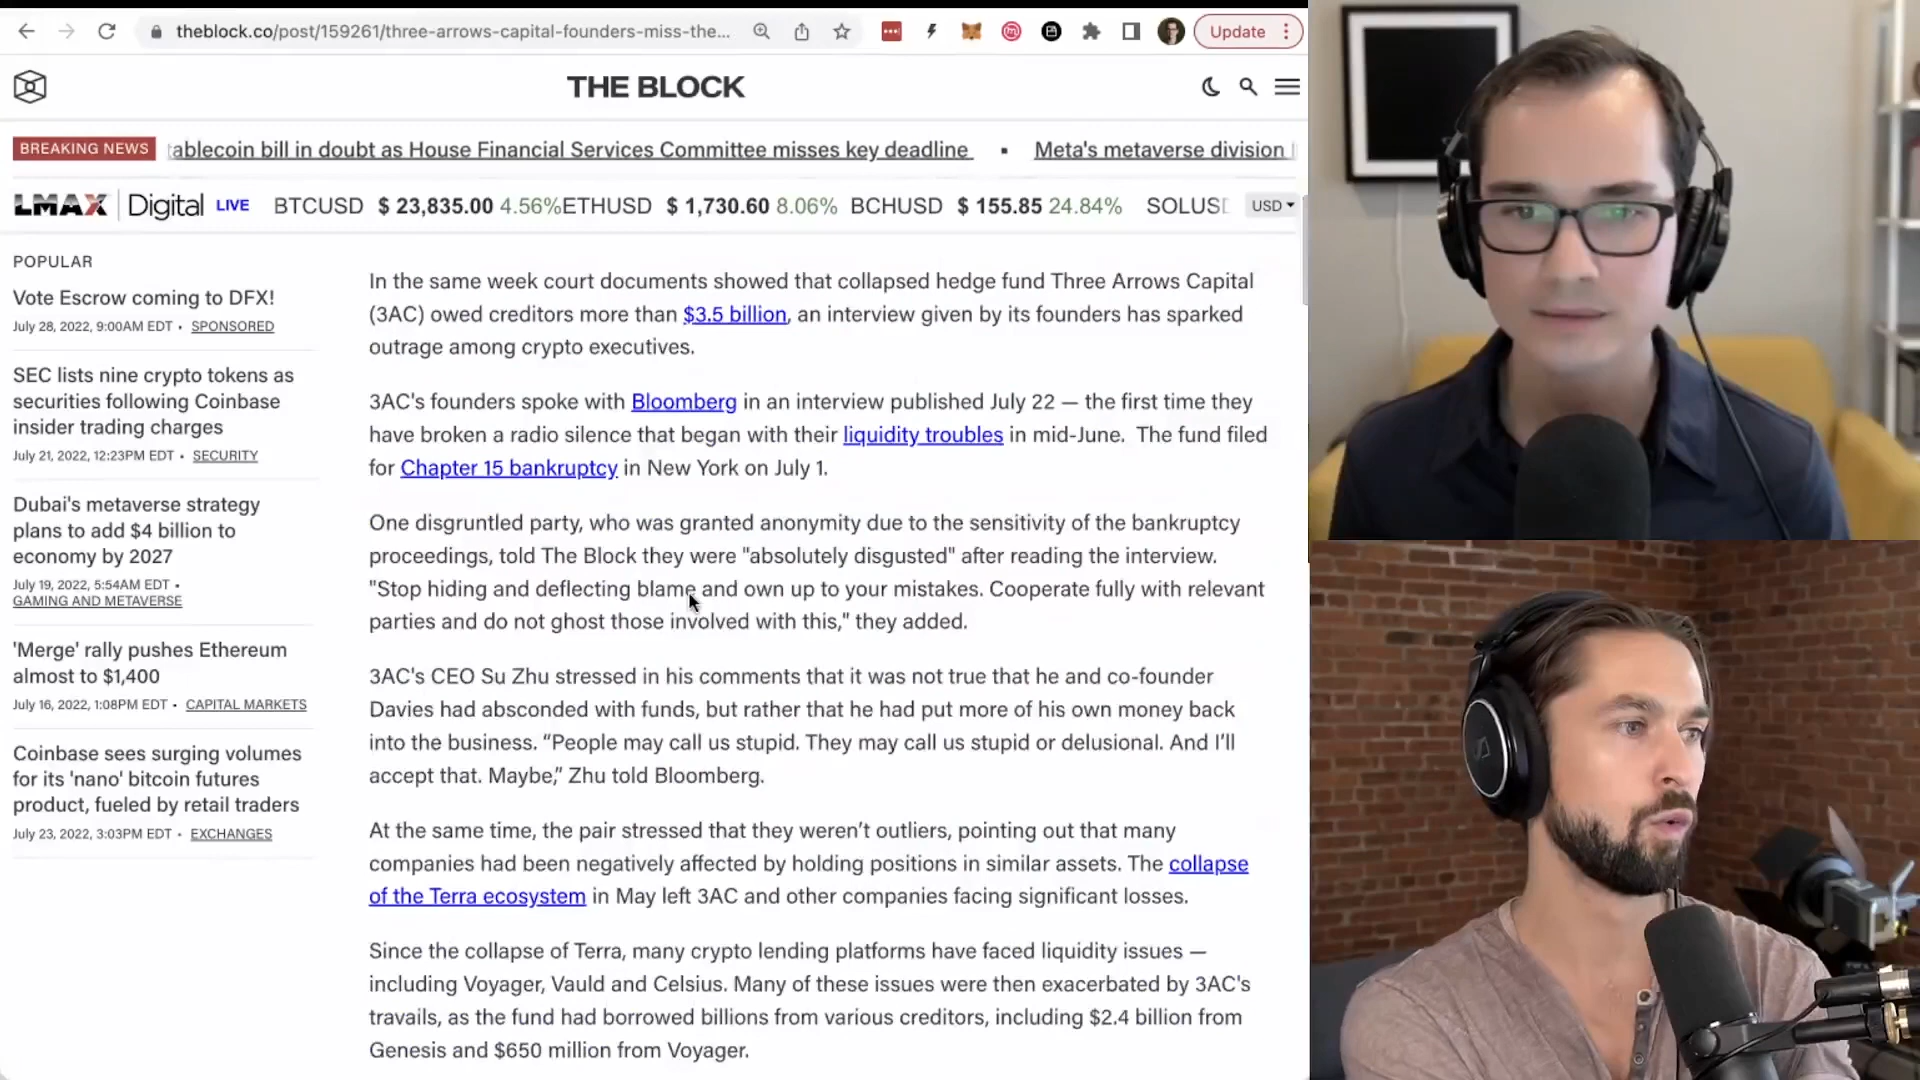 theblock.co/post/159261/three-arrows-capital-founders-miss-the...
Update
THE BLOCK
BREAKING NEWS
ablecoin bill in doubt as House Financial Services Committee misses key deadline
Meta's metaverse division
LMAX Digital LIVE BTCUSD $ 23,835.00 4.56% ETHUSD $ 1,730.60 8.06% BCHUSD $ 155.85 24.84% SOLUS USD
POPULAR
Vote Escrow coming to DFX!
July 28, 2022, 9:00AM EDT • SPONSORED
SEC lists nine crypto tokens as
securities following Coinbase
insider trading charges
July 21, 2022, 12:23PM EDT • SECURITY
Dubai's metaverse strategy
plans to add $4 billion to
economy by 2027
July 19, 2022, 5:54AM EDT •
GAMING AND METAVERSE
'Merge' rally pushes Ethereum
almost to $1,400
July 16, 2022, 1:08PM EDT • CAPITAL MARKETS
Coinbase sees surging volumes
for its 'nano' bitcoin futures
product, fueled by retail traders
July 23, 2022, 3:03PM EDT • EXCHANGES
In the same week court documents showed that collapsed hedge fund Three Arrows Capital
(3AC) owed creditors more than $3.5 billion, an interview given by its founders has sparked
outrage among crypto executives.
3AC's founders spoke with Bloomberg in an interview published July 22 — the first time they
have broken a radio silence that began with their liquidity troubles in mid-June. The fund filed
for Chapter 15 bankruptcy in New York on July 1.
One disgruntled party, who was granted anonymity due to the sensitivity of the bankruptcy
proceedings, told The Block they were "absolutely disgusted" after reading the interview.
"Stop hiding and deflecting blame and own up to your mistakes. Cooperate fully with relevant
parties and do not ghost those involved with this," they added.
3AC's CEO Su Zhu stressed in his comments that it was not true that he and co-founder
Davies had absconded with funds, but rather that he had put more of his own money back
into the business. “People may call us stupid. They may call us stupid or delusional. And I’ll
accept that. Maybe,” Zhu told Bloomberg.
At the same time, the pair stressed that they weren’t outliers, pointing out that many
companies had been negatively affected by holding positions in similar assets. The collapse
of the Terra ecosystem in May left 3AC and other companies facing significant losses.
Since the collapse of Terra, many crypto lending platforms have faced liquidity issues —
including Voyager, Vauld and Celsius. Many of these issues were then exacerbated by 3AC's
travails, as the fund had borrowed billions from various creditors, including $2.4 billion from
Genesis and $650 million from Voyager.